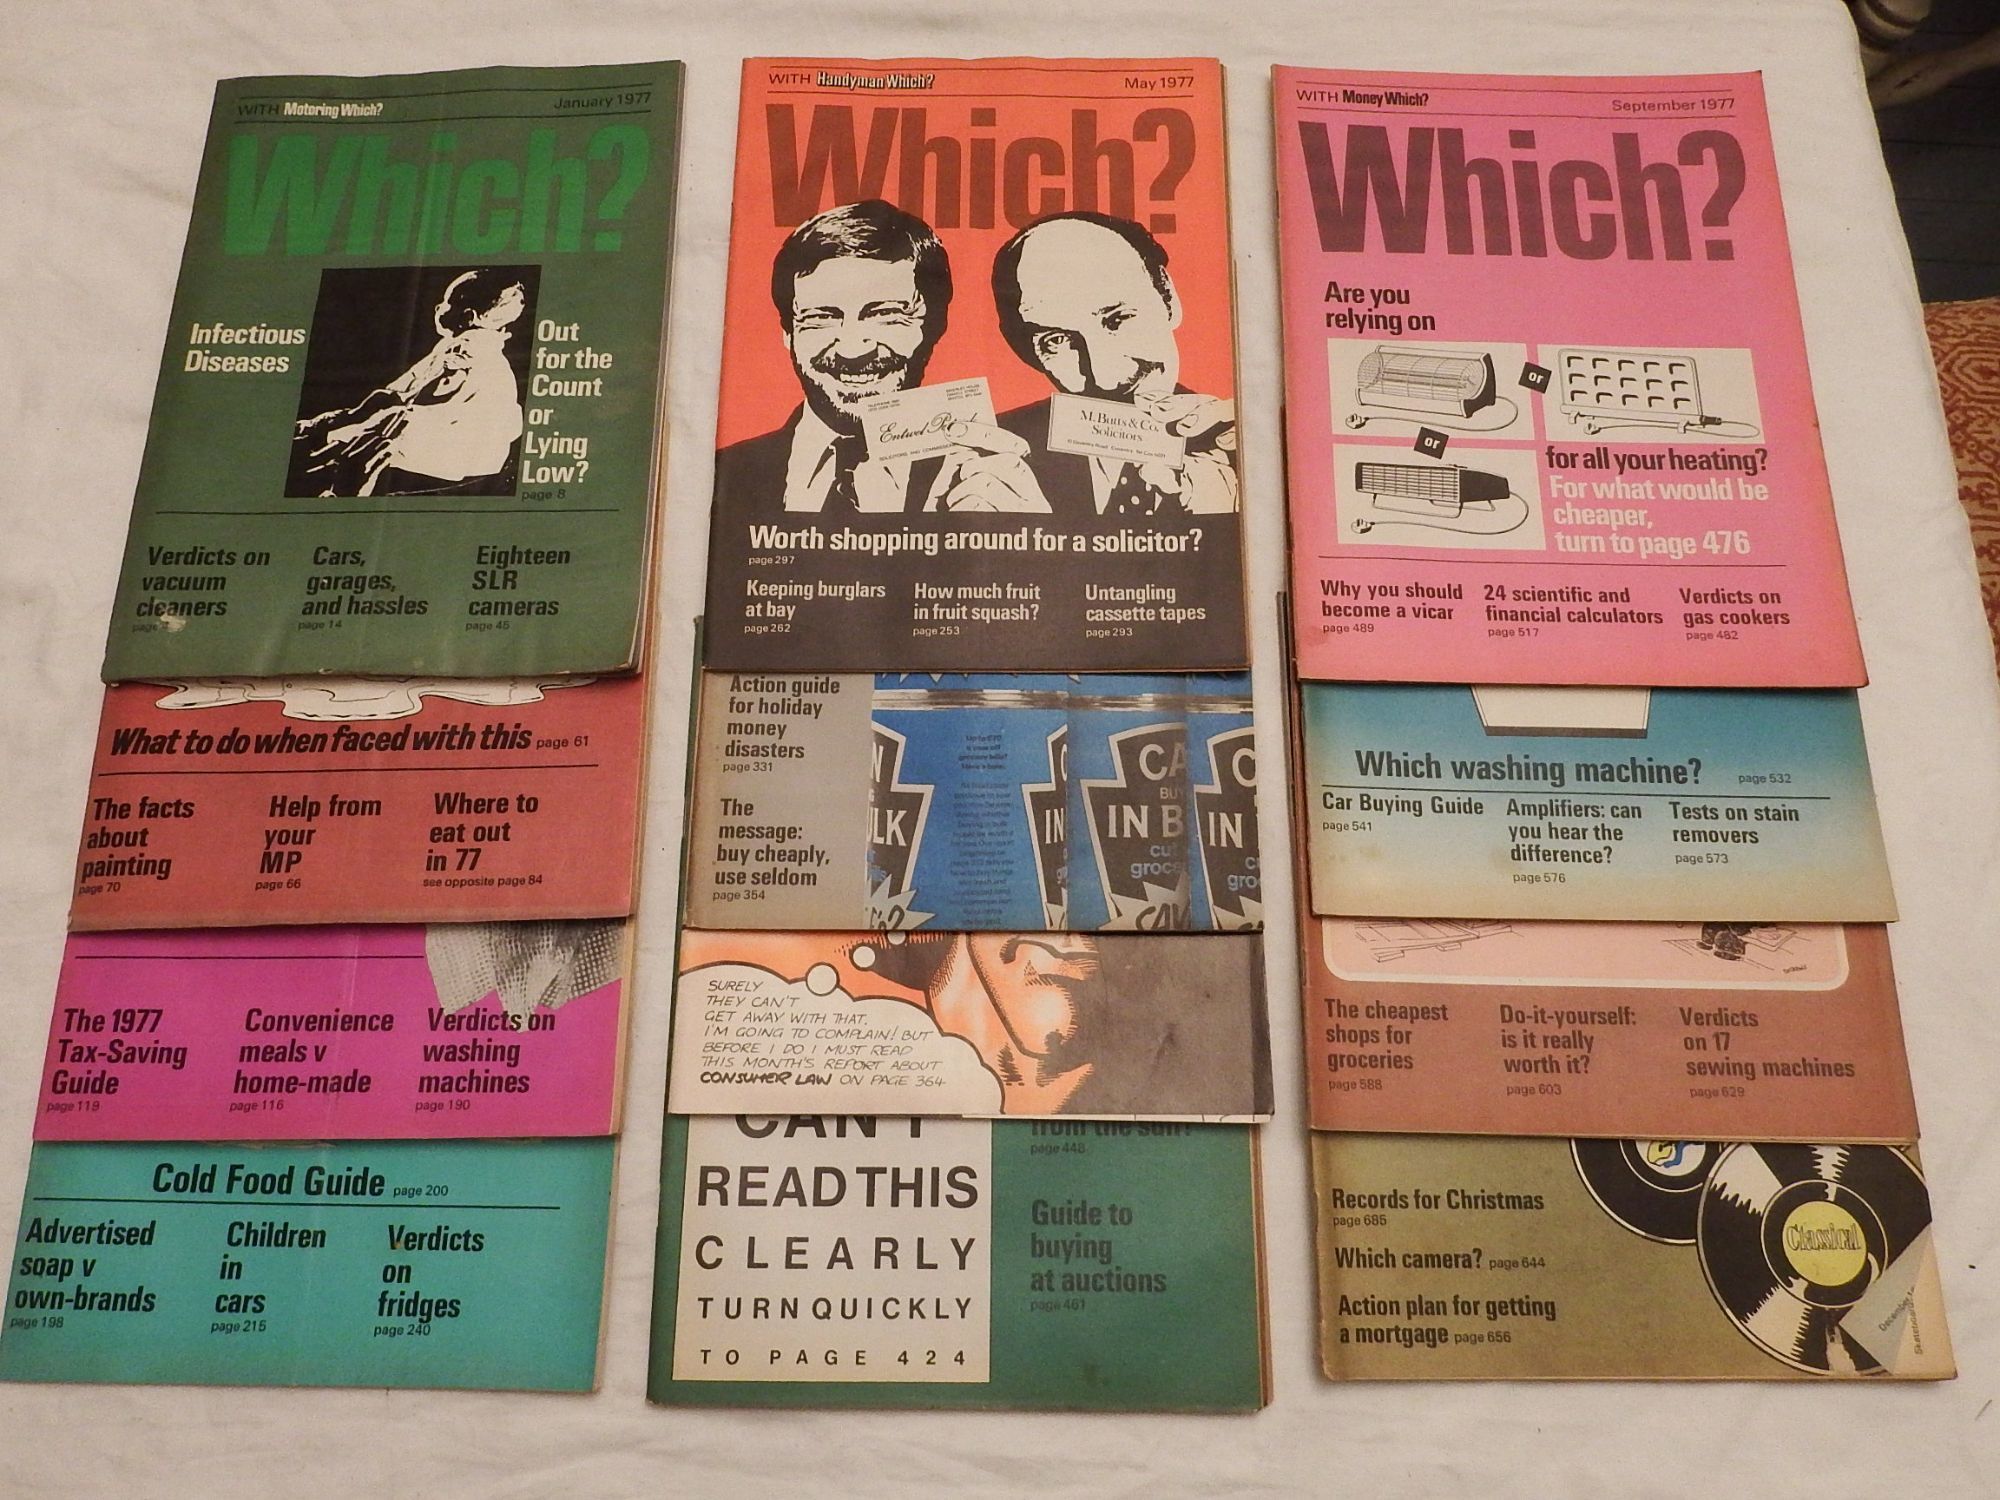 WITH Motoring Which?
January 1977
Which?
Infectious
Diseases
Out
for the
Count
or
Lying
Low?
page 8
Verdicts on
vacuum
cleaners
page
Cars,
garages,
and hassles
page 14
Eighteen
SLR
cameras
page 45
What to do when faced with this page 61
The facts
about
painting
page 70
Help from
your
MP
page 66
Where to
eat out
in 77
see opposite page 84
The 1977
Tax-Saving
Guide
page 119
Convenience
meals v
home-made
page 116
Verdicts on
washing
machines
page 190
Cold Food Guide page 200
Advertised
soap v
own-brands
page 198
Children
in
cars
page 215
Verdicts
on
fridges
page 240
WITH Handyman Which?
May 1977
Which?
Entwel
SOLICITORS AND
M. Butts & Co.
Solicitors
Worth shopping around for a solicitor?
page 297
Keeping burglars
at bay
page 262
How much fruit
in fruit squash?
page 253
Untangling
cassette tapes
page 293
Action guide
for holiday
money
disasters
page 331
The
message:
buy cheaply,
use seldom
page 354
CA
BU
IN B
cu
groce
IN
gro
SURELY
THEY CAN'T
GET AWAY WITH THAT.
I'M GOING TO COMPLAIN! BUT
BEFORE I DO I MUST READ
THIS MONTH'S REPORT ABOUT
CONSUMER LAW ON PAGE 364
CAN'T
READ THIS
CLEARLY
TURN QUICKLY
TO PAGE 424
from the sun?
page 448
Guide to
buying
at auctions
page 461
WITH Money Which?
September 1977
Which?
Are you
relying on
or
or
for all your heating?
For what would be
cheaper,
turn to page 476
Why you should
become a vicar
page 489
24 scientific and
financial calculators
page 517
Verdicts on
gas cookers
page 482
Which washing machine? page 532
Car Buying Guide
page 541
Amplifiers: can
you hear the
difference?
page 576
Tests on stain
removers
page 573
The cheapest
shops for
groceries
page 588
Do-it-yourself:
is it really
worth it?
page 603
Verdicts
on 17
sewing machines
page 629
Records for Christmas
page 685
Which camera? page 644
Action plan for getting
a mortgage page 656
Classical
December